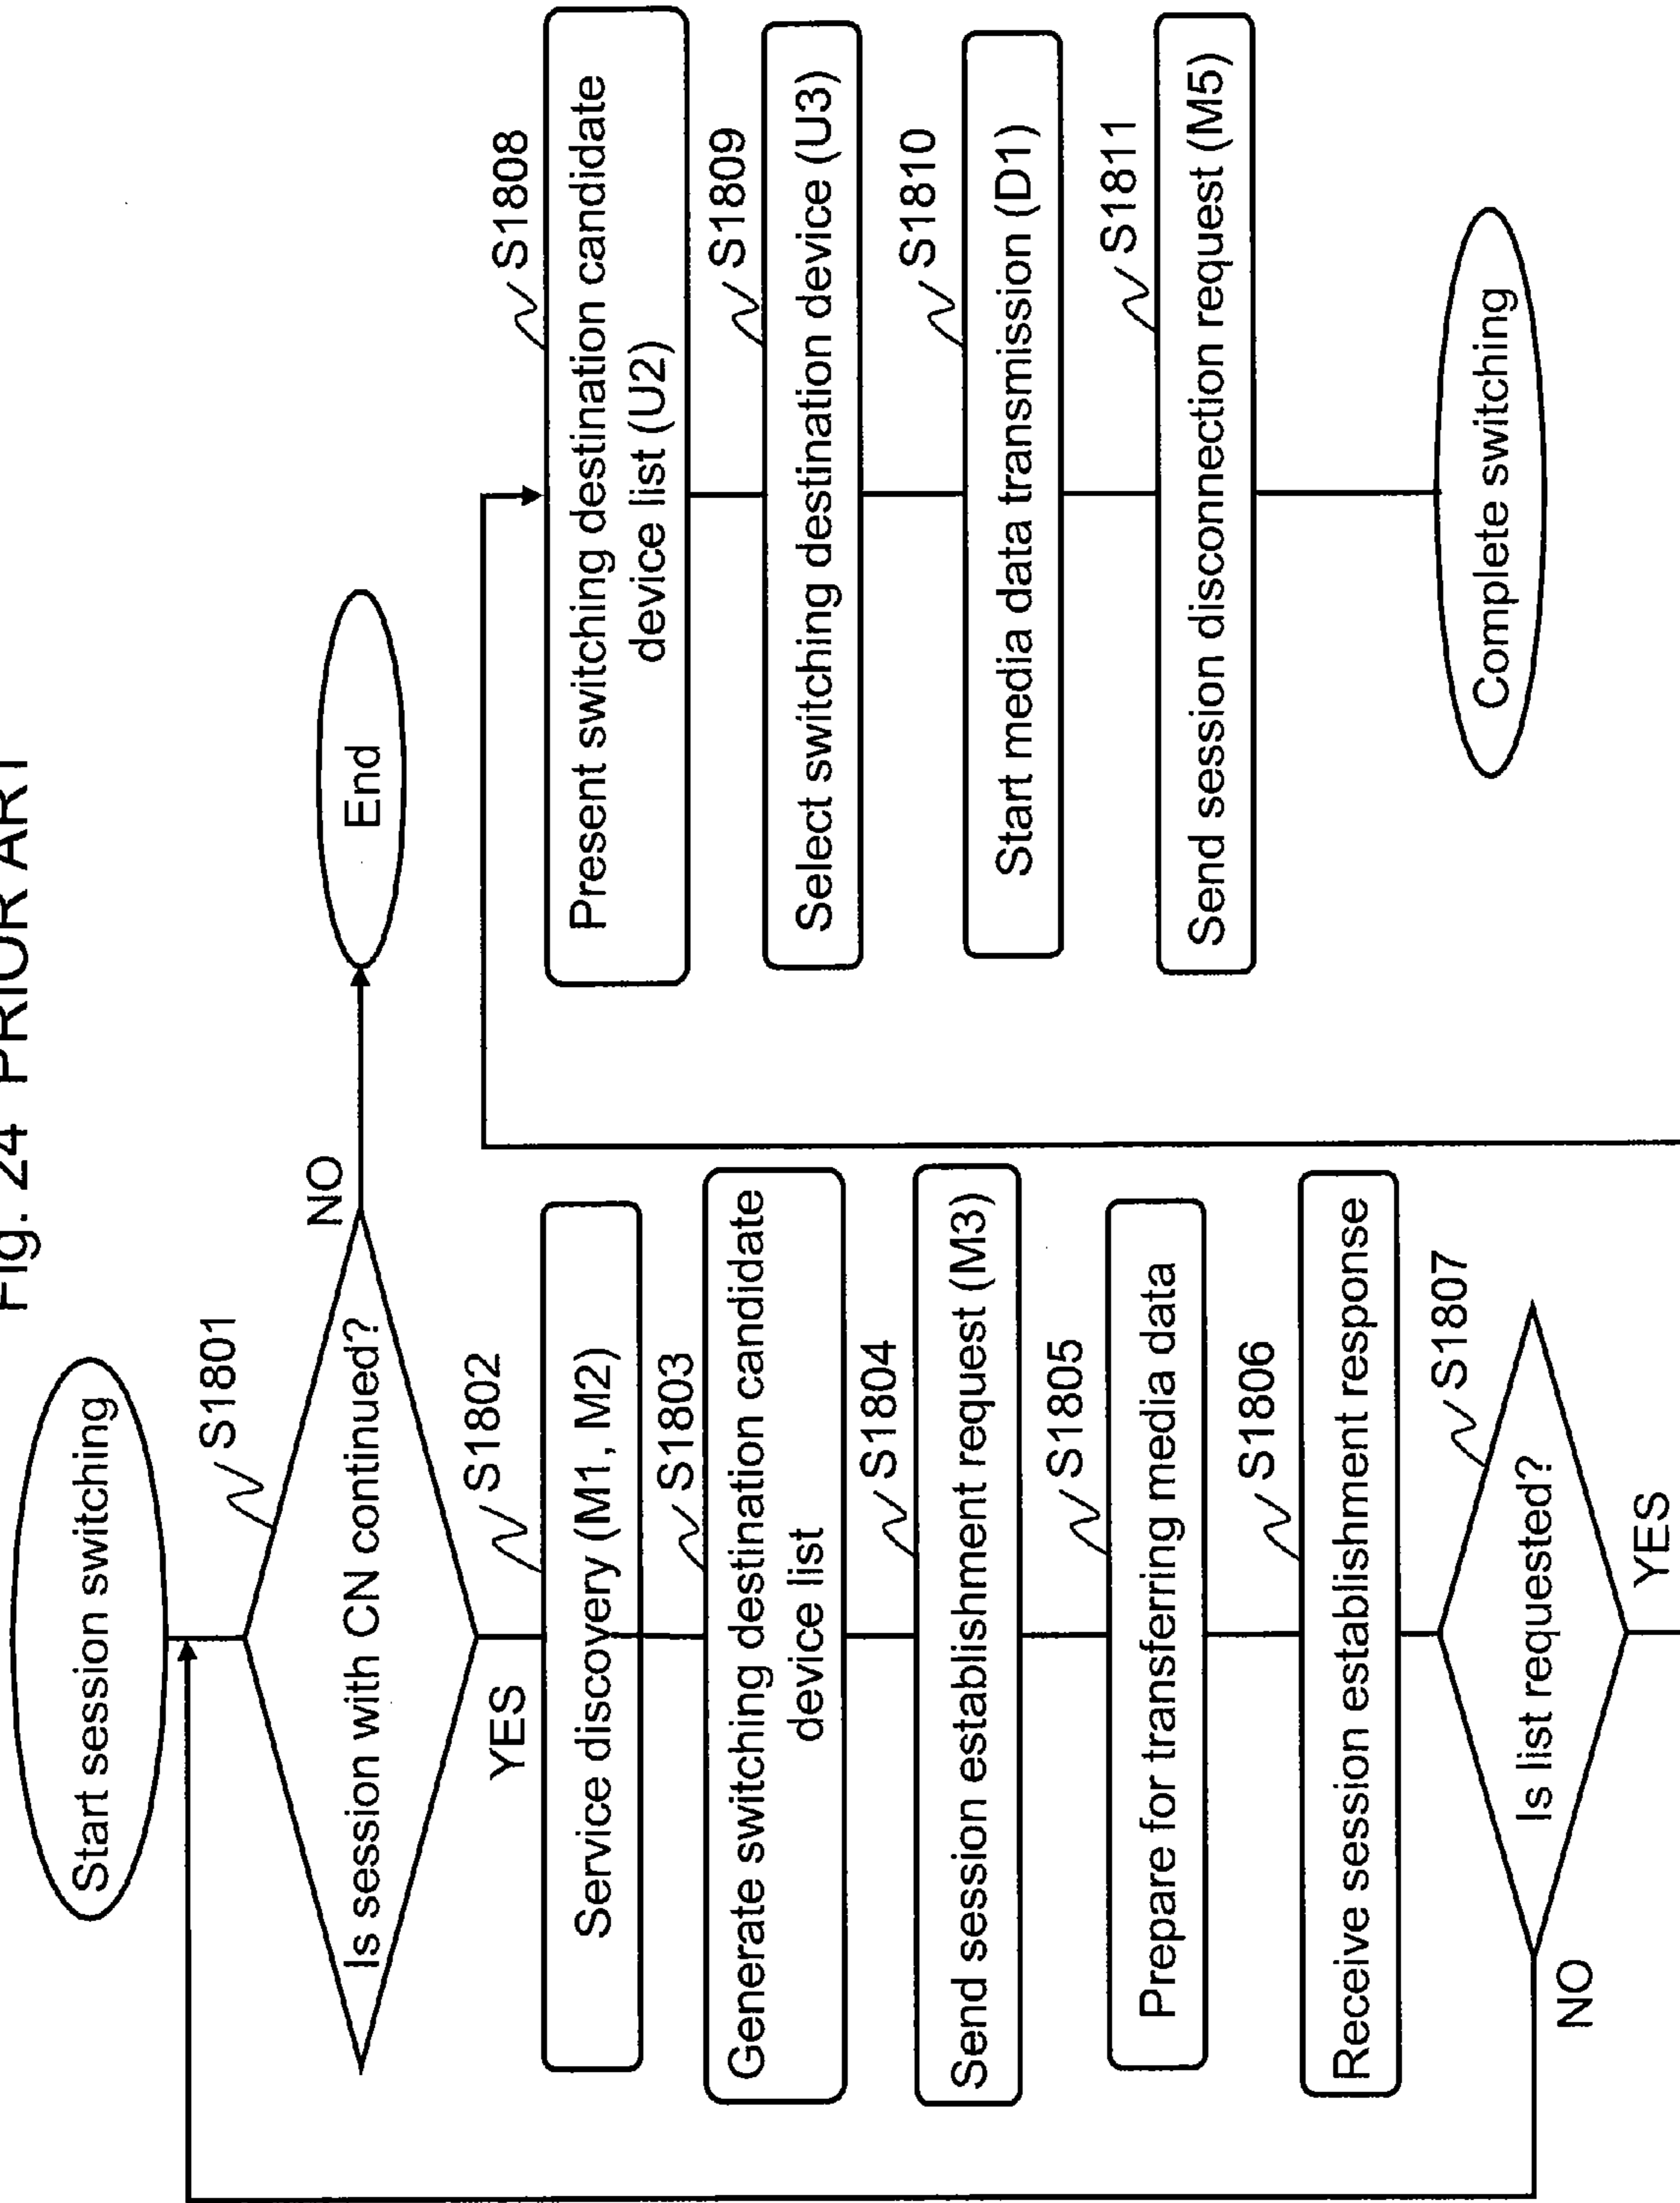 Fig. 24 PRIOR ART
Start session switching
S1801
Is session with CN continued?
NO
End
YES
S1802
Service discovery (M1, M2)
S1803
Generate switching destination candidate
device list
S1804
Send session establishment request (M3)
S1805
Prepare for transferring media data
S1806
Receive session establishment response
S1807
Is list requested?
NO
YES
S1808
Present switching destination candidate
device list (U2)
S1809
Select switching destination device (U3)
S1810
Start media data transmission (D1)
S1811
Send session disconnection request (M5)
Complete switching